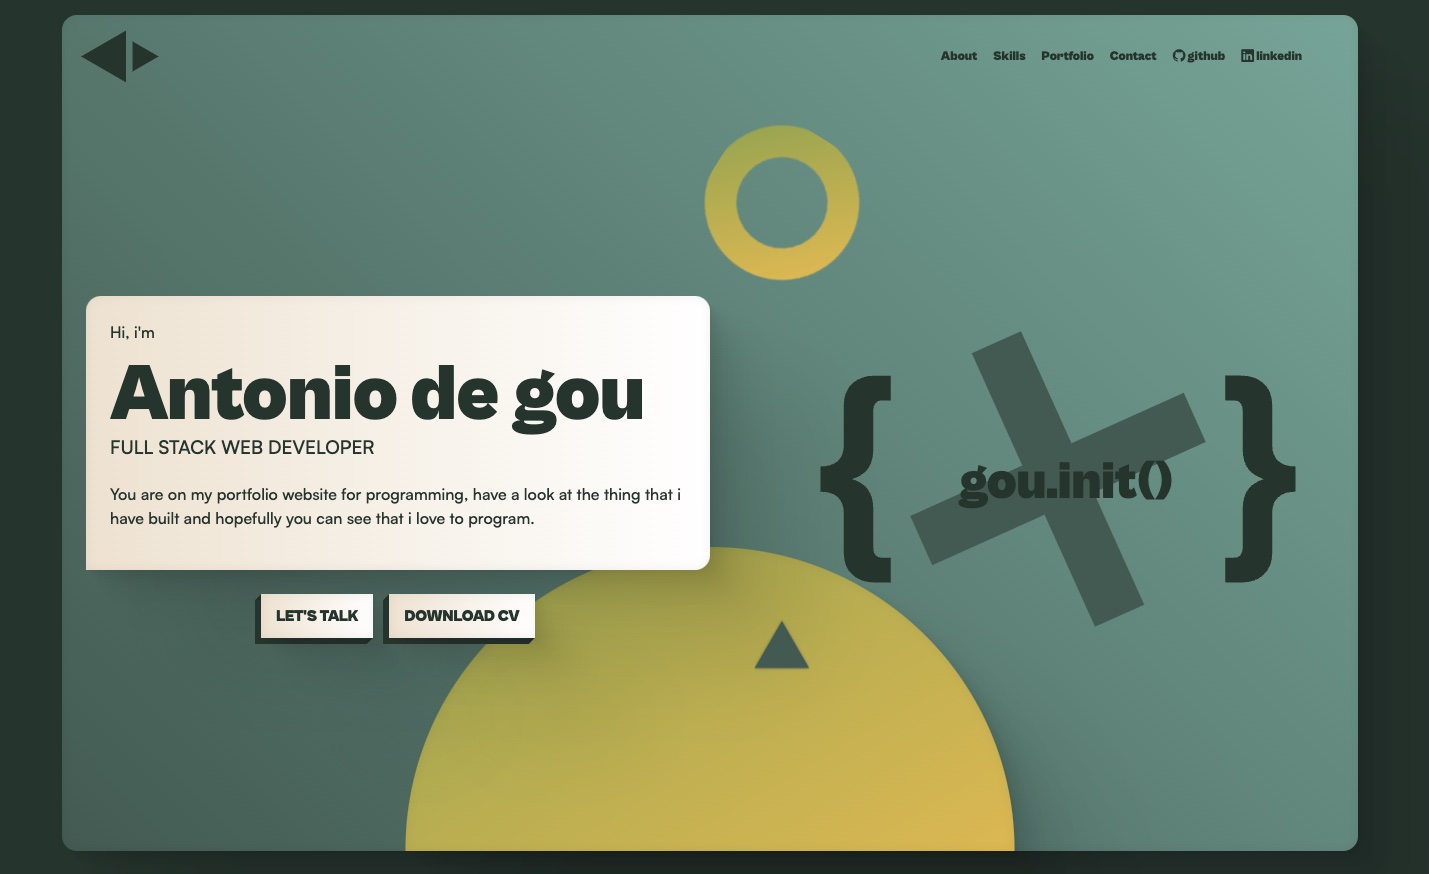 About Skills Portfolio Contact github linkedin
Hi, i'm
Antonio de gou
FULL STACK WEB DEVELOPER
You are on my portfolio website for programming, have a look at the thing that i
have built and hopefully you can see that i love to program.
{ gou.init() }
LET'S TALK DOWNLOAD CV